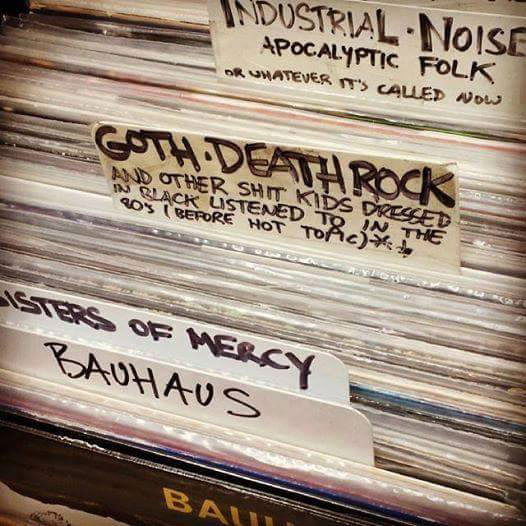 INDUSTRIAL · NOISE
APOCALYPTIC FOLK
OR WHATEVER IT'S CALLED NOW
GOTH · DEATH ROCK
AND OTHER SHIT KIDS DRESSED
IN BLACK LISTENED TO IN THE
80'S (BEFORE HOT TOPIC)
ISTERS OF MERCY
BAUHAUS
BAU